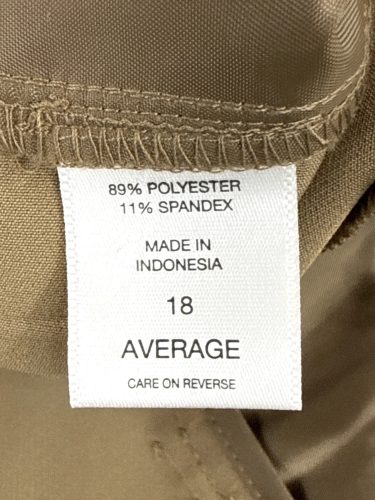 89% POLYESTER
11% SPANDEX
MADE IN
INDONESIA
18
AVERAGE
CARE ON REVERSE